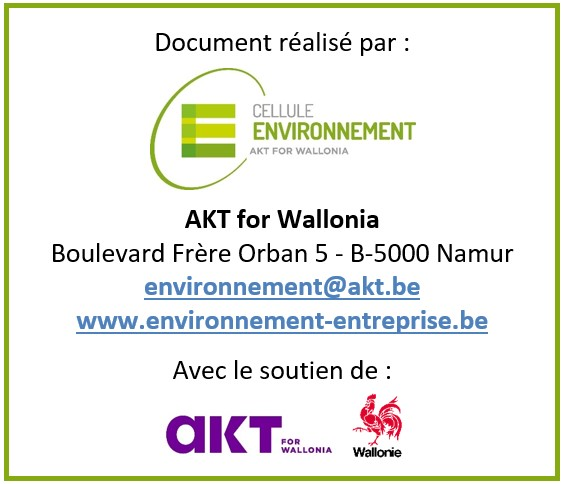 Document réalisé par :
CELLULE
ENVIRONNEMENT
AKT FOR WALLONIA
AKT for Wallonia
Boulevard Frère Orban 5 - B-5000 Namur
environnement@akt.be
www.environnement-entreprise.be
Avec le soutien de :
aKT FOR WALLONIA
Wallonie